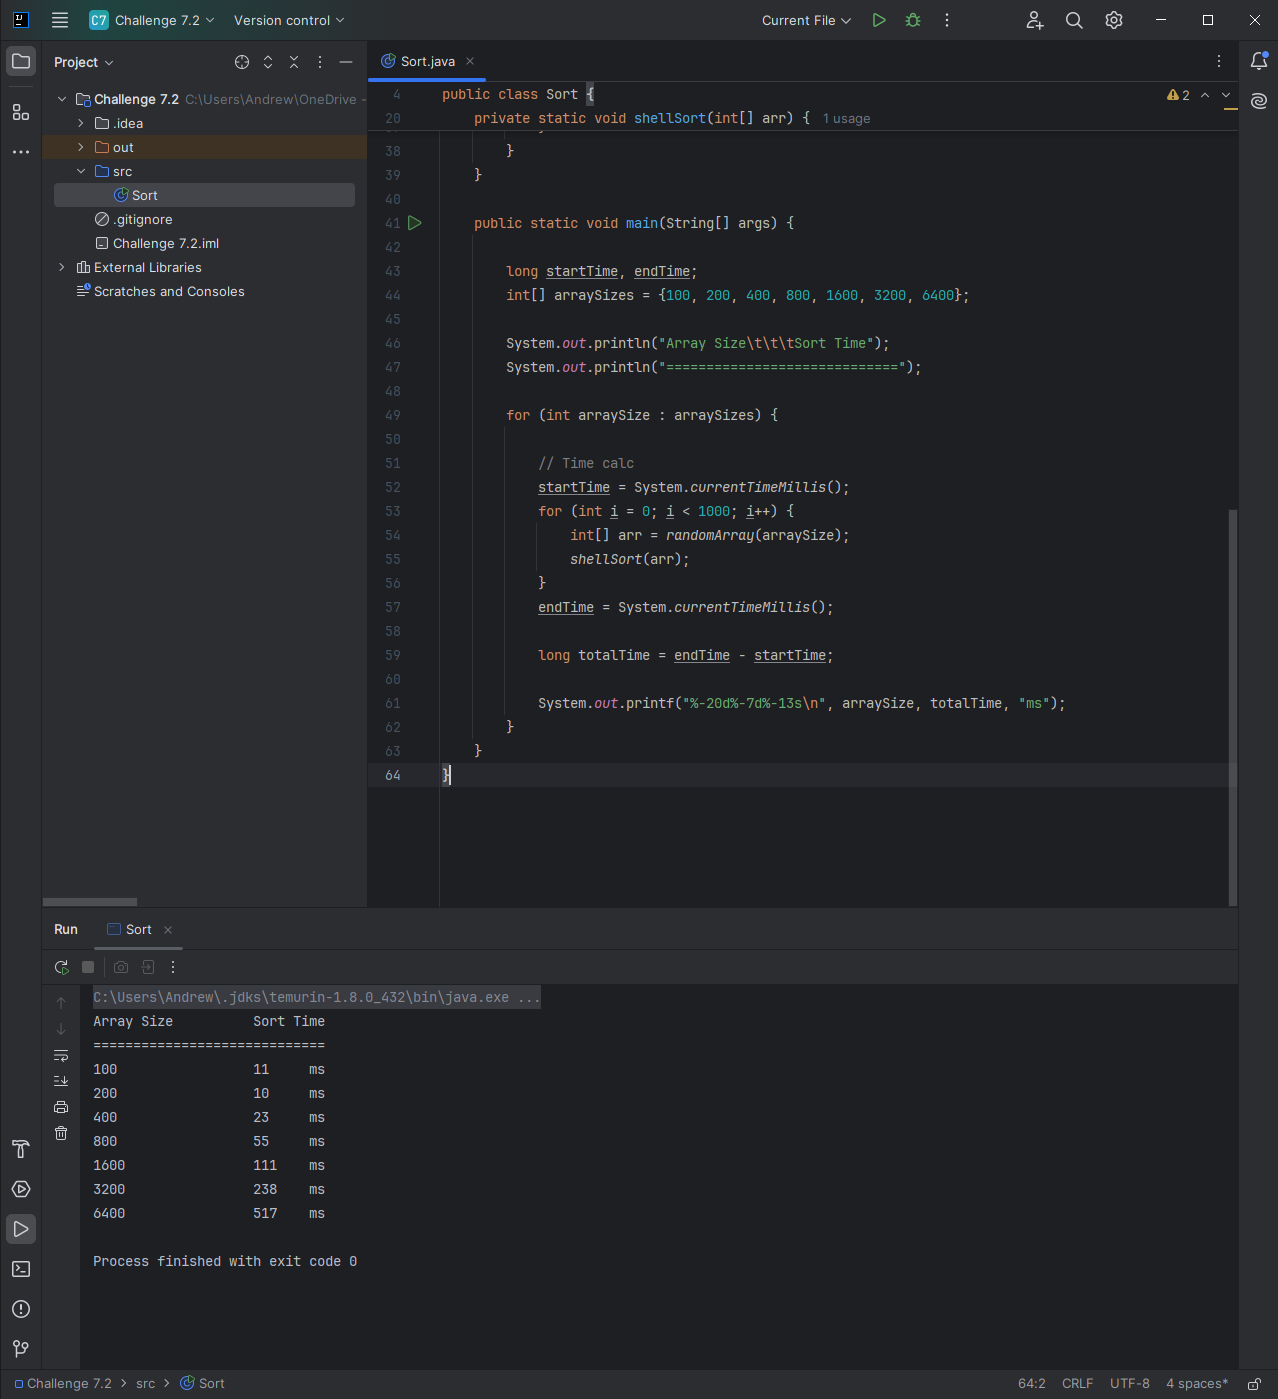 C7 Challenge 7.2 Version control Current File
Project
Challenge 7.2 C:\Users\Andrew\OneDrive -
.idea
out
src
Sort
.gitignore
Challenge 7.2.iml
External Libraries
Scratches and Consoles
Sort.java
4 public class Sort { 2
20 private static void shellSort(int[] arr) { 1 usage
38 }
39 }
40
41 public static void main(String[] args) {
42
43 long startTime, endTime;
44 int[] arraySizes = {100, 200, 400, 800, 1600, 3200, 6400};
45
46 System.out.println("Array Size\t\t\tSort Time");
47 System.out.println("=============================");
48
49 for (int arraySize : arraySizes) {
50
51 // Time calc
52 startTime = System.currentTimeMillis();
53 for (int i = 0; i < 1000; i++) {
54 int[] arr = randomArray(arraySize);
55 shellSort(arr);
56 }
57 endTime = System.currentTimeMillis();
58
59 long totalTime = endTime - startTime;
60
61 System.out.printf("%-20d%-7d%-13s\n", arraySize, totalTime, "ms");
62 }
63 }
64 }
Run Sort
C:\Users\Andrew\.jdks\temurin-1.8.0_432\bin\java.exe ...
Array Size Sort Time
=============================
100 11 ms
200 10 ms
400 23 ms
800 55 ms
1600 111 ms
3200 238 ms
6400 517 ms
Process finished with exit code 0
Challenge 7.2 > src > Sort 64:2 CRLF UTF-8 4 spaces*